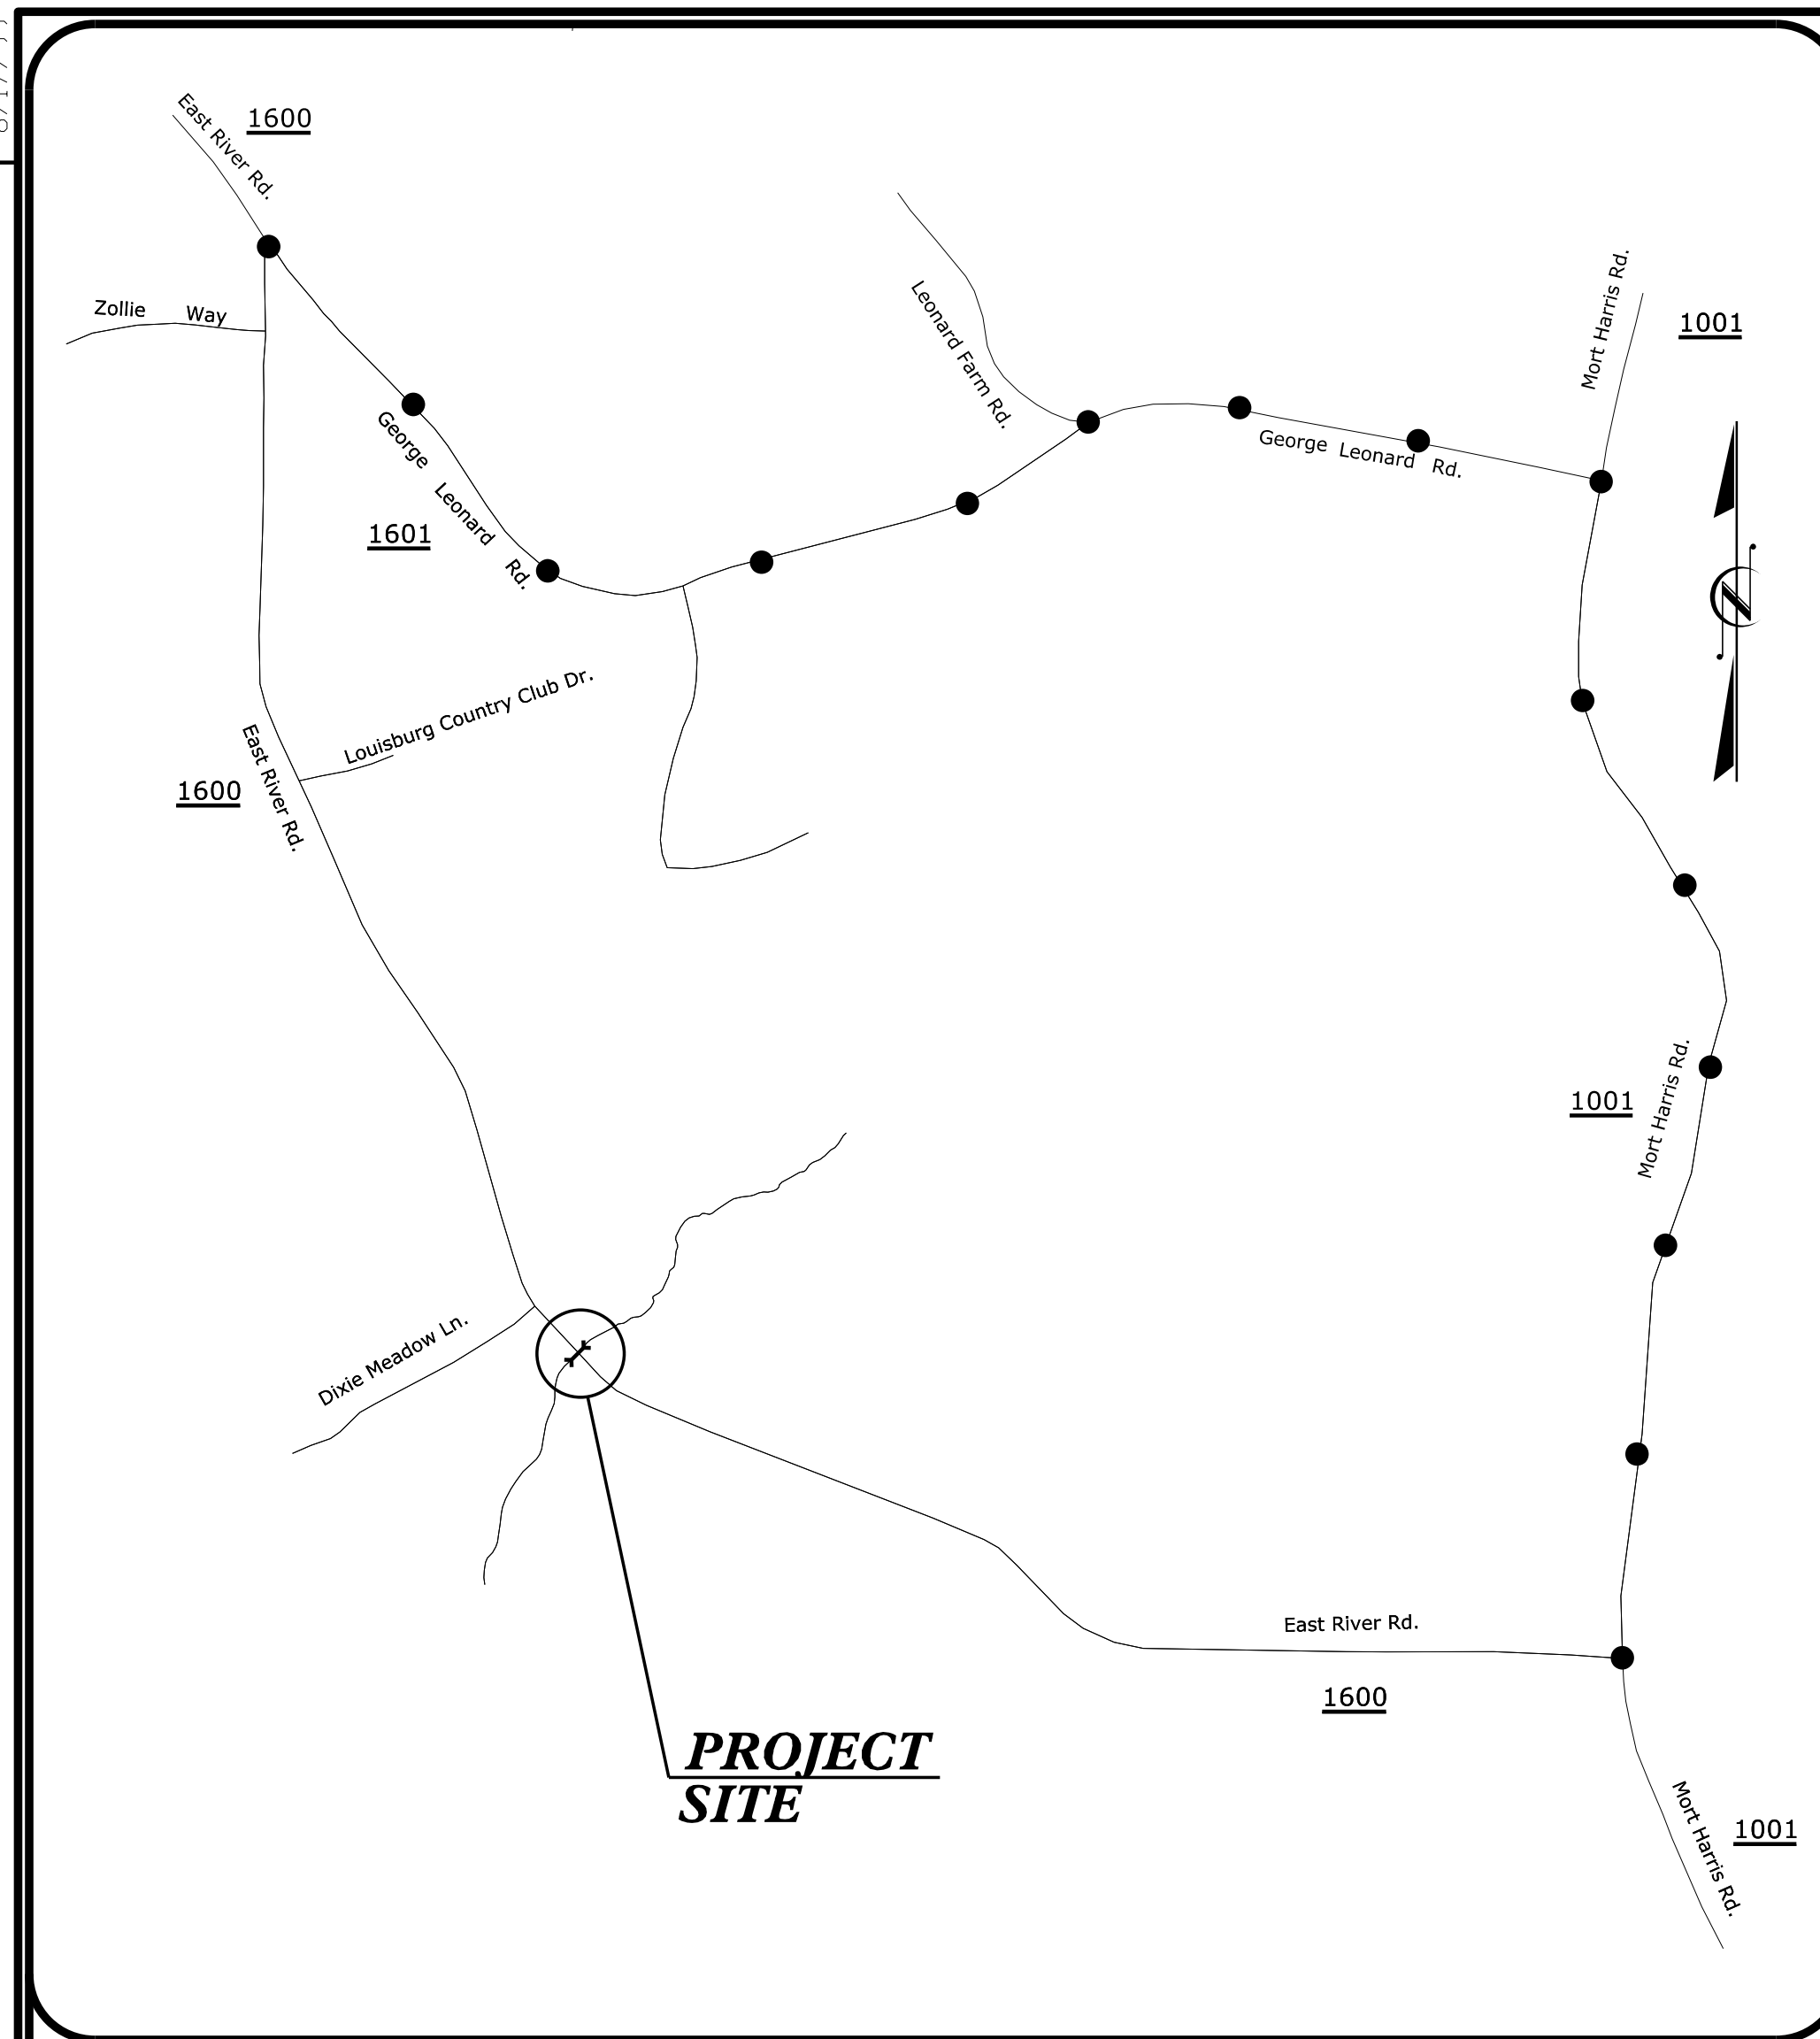 East River Rd.
1600
Zollie Way
Leonard Farm Rd.
Mort Harris Rd.
1001
George Leonard Rd.
George Leonard Rd.
1601
N
Louisburg Country Club Dr.
East River Rd.
1600
Mort Harris Rd.
1001
Dixie Meadow Ln.
East River Rd.
1600
PROJECT
SITE
Mort Harris Rd.
1001